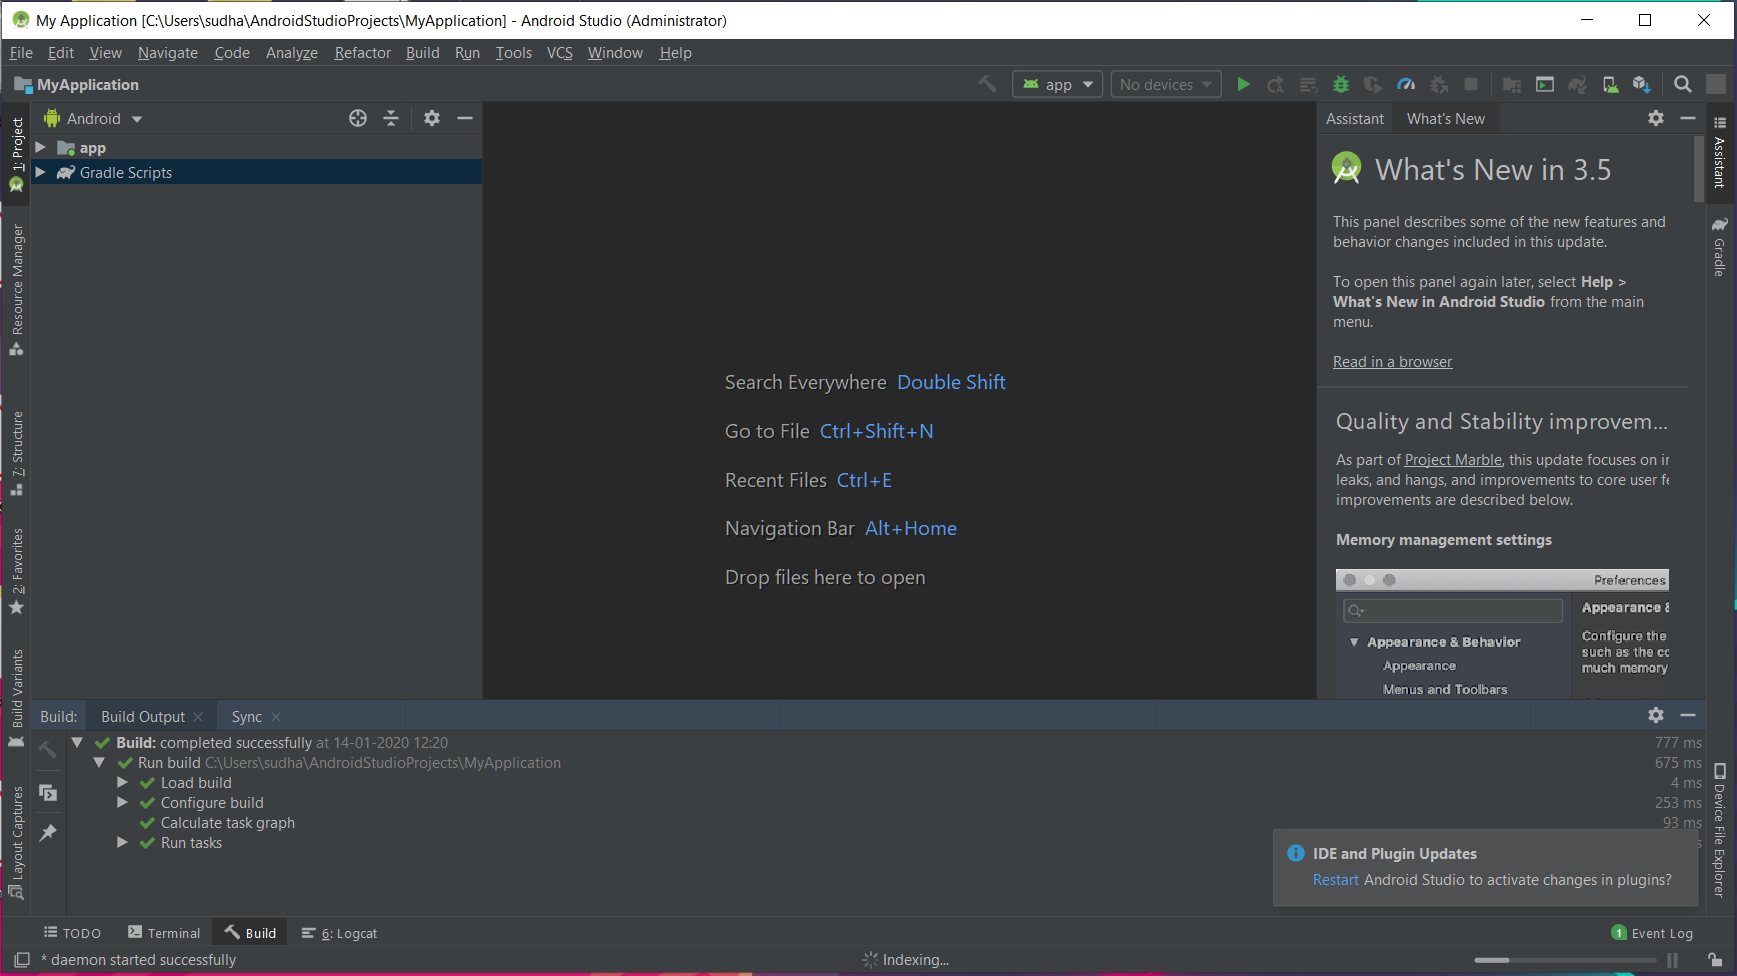 My Application [C:\Users\sudha\AndroidStudioProjects\MyApplication] - Android Studio (Administrator)
File Edit View Navigate Code Analyze Refactor Build Run Tools VCS Window Help
MyApplication
app
No devices
Android
app
Gradle Scripts
1: Project
Resource Manager
7: Structure
2: Favorites
Build Variants
Layout Captures
Search Everywhere Double Shift
Go to File Ctrl+Shift+N
Recent Files Ctrl+E
Navigation Bar Alt+Home
Drop files here to open
Assistant What's New
What's New in 3.5
This panel describes some of the new features and
behavior changes included in this update.
To open this panel again later, select Help >
What's New in Android Studio from the main
menu.
Read in a browser
Quality and Stability improvem...
As part of Project Marble, this update focuses on
leaks, and hangs, and improvements to core user
improvements are described below.
Memory management settings
Preferences
Appearance &
Configure the
such as the
much memory
Appearance & Behavior
Appearance
Menus and Toolbars
Assistant
Gradle
Device File Explorer
Build: Build Output Sync
Build: completed successfully at 14-01-2020 12:20 777 ms
Run build C:\Users\sudha\AndroidStudioProjects\MyApplication 675 ms
Load build 4 ms
Configure build 253 ms
Calculate task graph 93 ms
Run tasks
IDE and Plugin Updates
Restart Android Studio to activate changes in plugins?
TODO Terminal Build 6: Logcat 1 Event Log
* daemon started successfully Indexing...